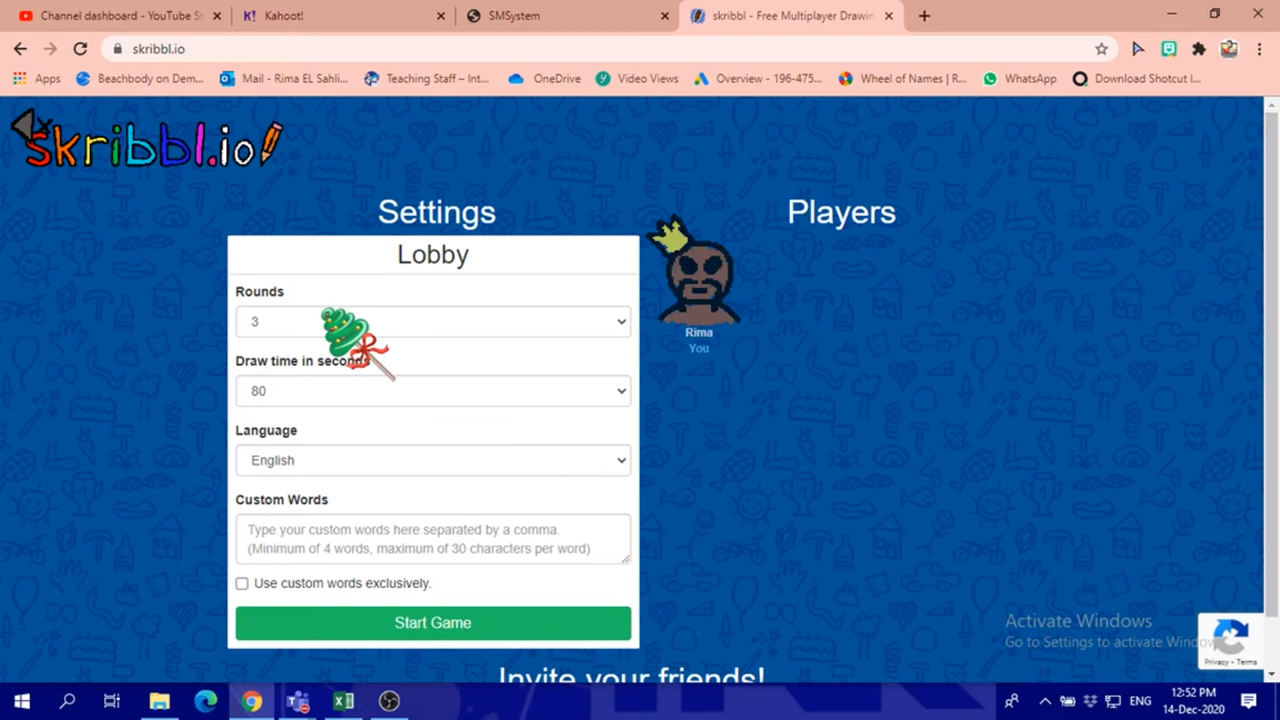 Channel dashboard - YouTube St
Kahoot!
SMSystem
skribbl - Free Multiplayer Drawin
skribbl.io
Apps
Beachbody on Dem...
Mail - Rima EL Sahli...
Teaching Staff – Int...
OneDrive
Video Views
Overview - 196-475...
Wheel of Names | R...
WhatsApp
Download Shotcut I...
skribbl.io
Settings
Players
Lobby
Rounds
3
Draw time in seconds
80
Language
English
Custom Words
Type your custom words here separated by a comma.
(Minimum of 4 words, maximum of 30 characters per word)
Use custom words exclusively.
Start Game
Rima
You
Invite your friends!
Activate Windows
Go to Settings to activate Window
Privacy - Terms
ENG
12:52 PM
14-Dec-2020